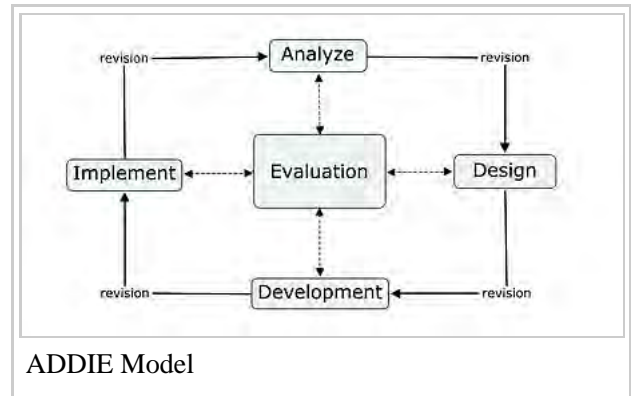 revision
Analyze
revision
Implement
Evaluation
Design
revision
Development
revision
ADDIE Model